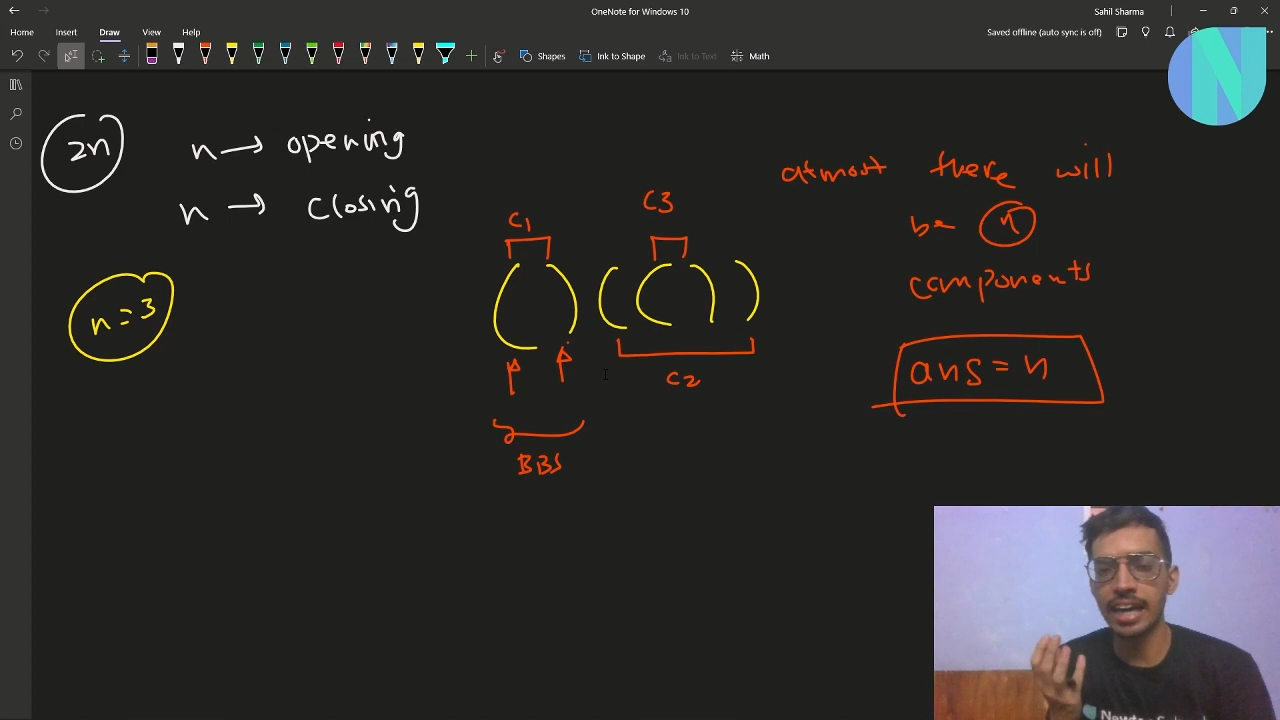 OneNote for Windows 10
Sahil Sharma
Home Insert Draw View Help
Saved offline (auto sync is off)
Shapes Ink to Shape Ink to Text Math
2n
n → opening
n → closing
n = 3
C1
C3
( ) ( ( ) )
C2
BBS
atmost there will
be n
components
ans = n
N